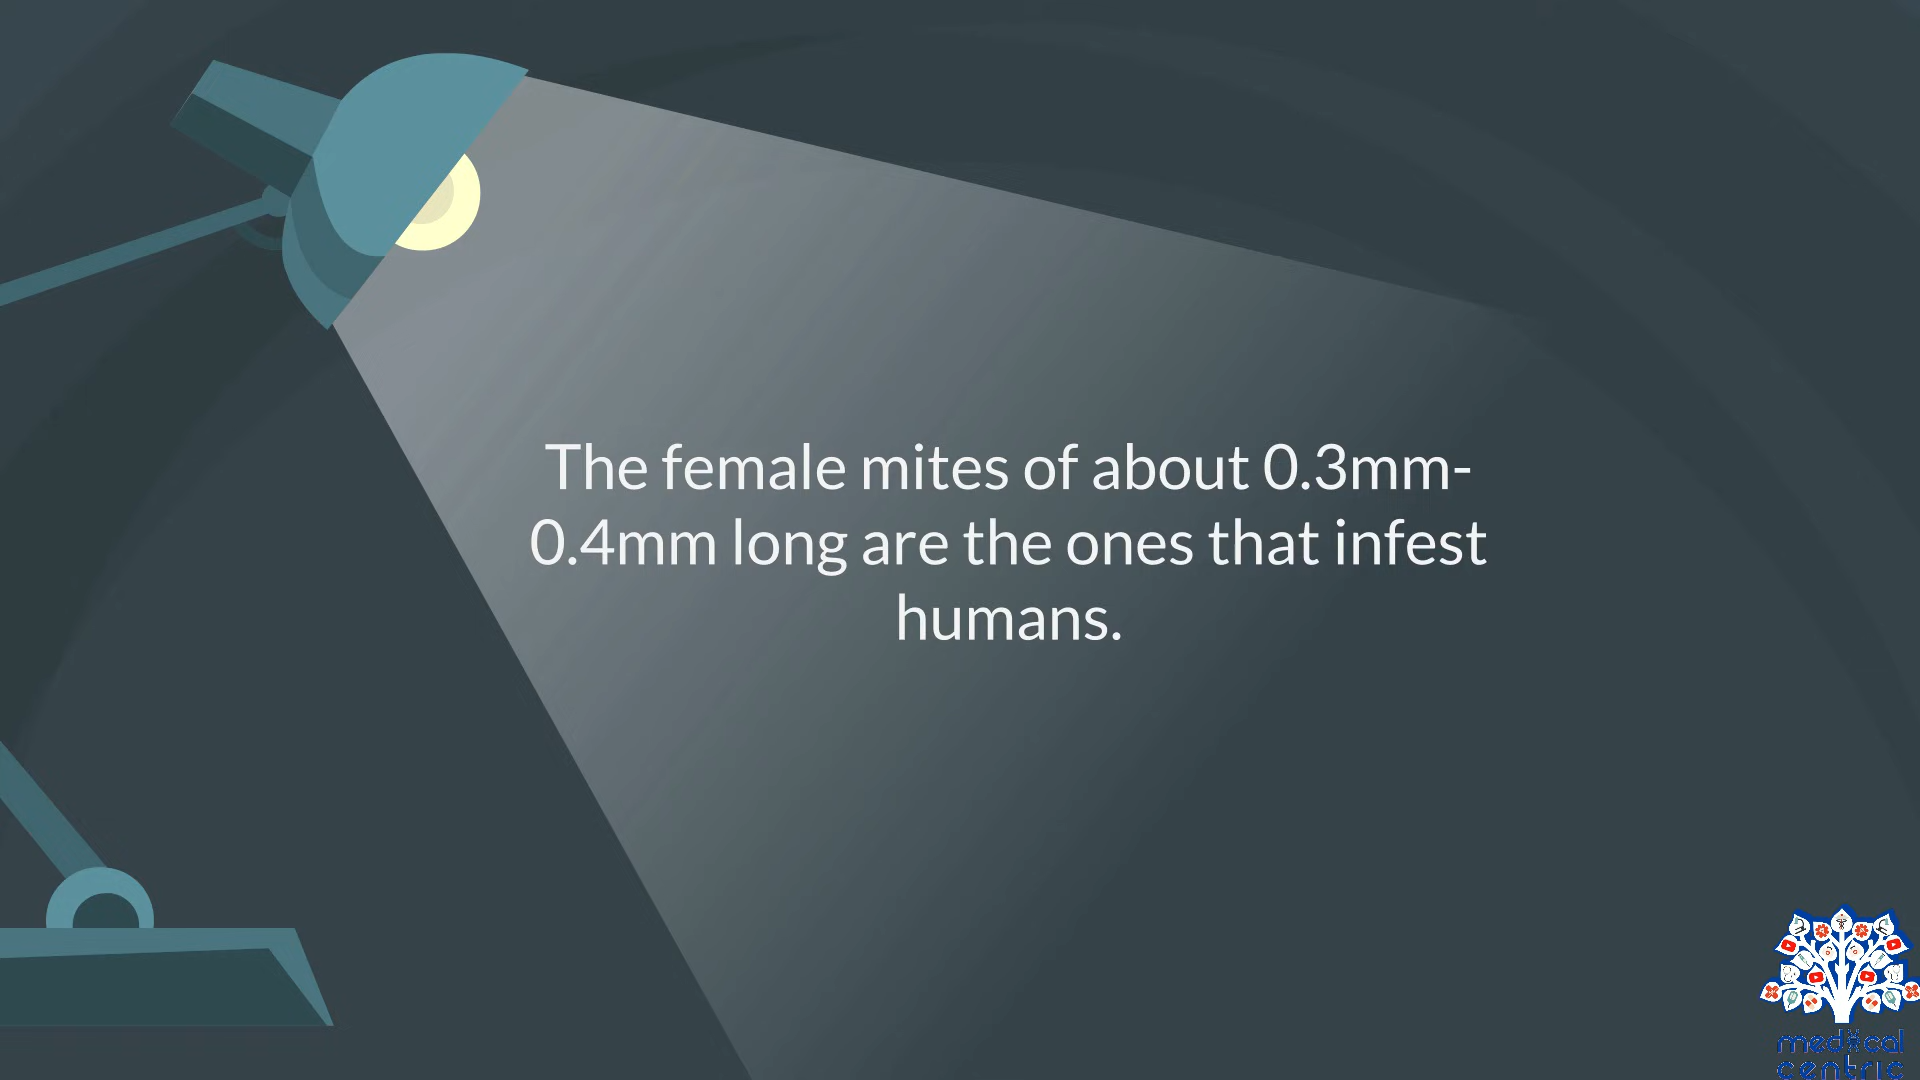 The female mites of about 0.3mm-
0.4mm long are the ones that infest
humans.
medical
centric